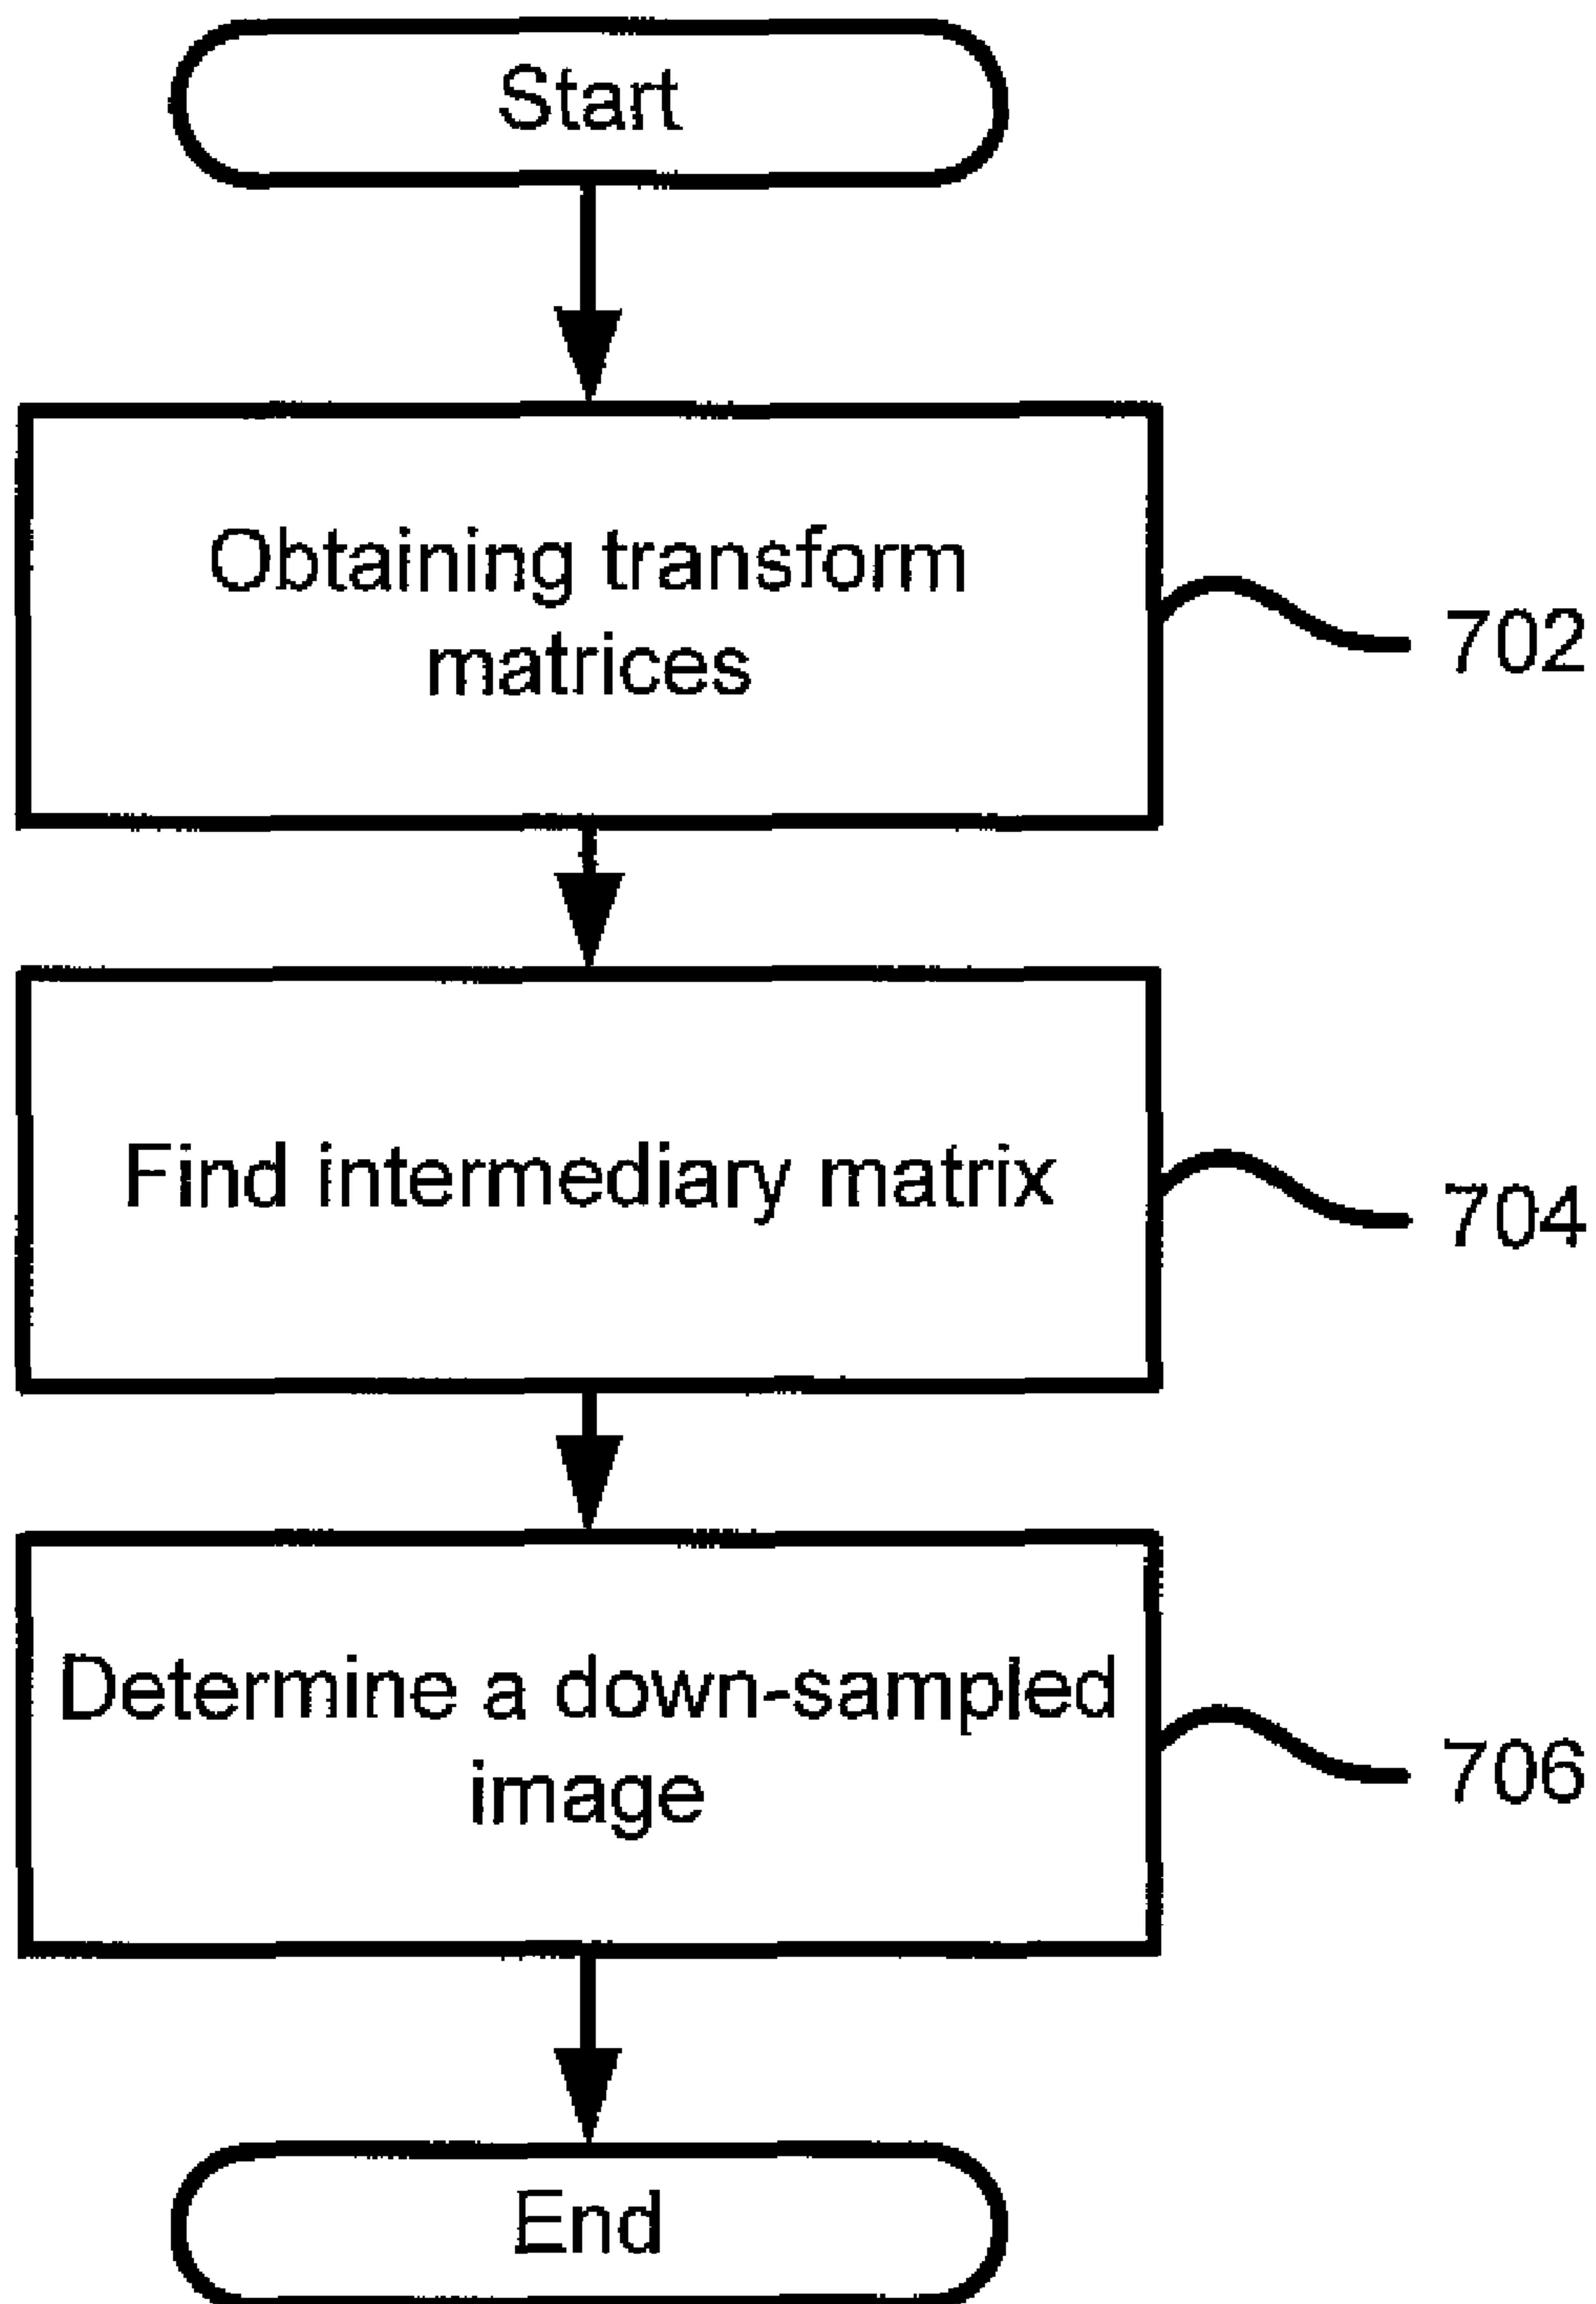 Start
Obtaining transform
matrices
702
Find intermediary matrix
704
Determine a down-sampled
image
706
End